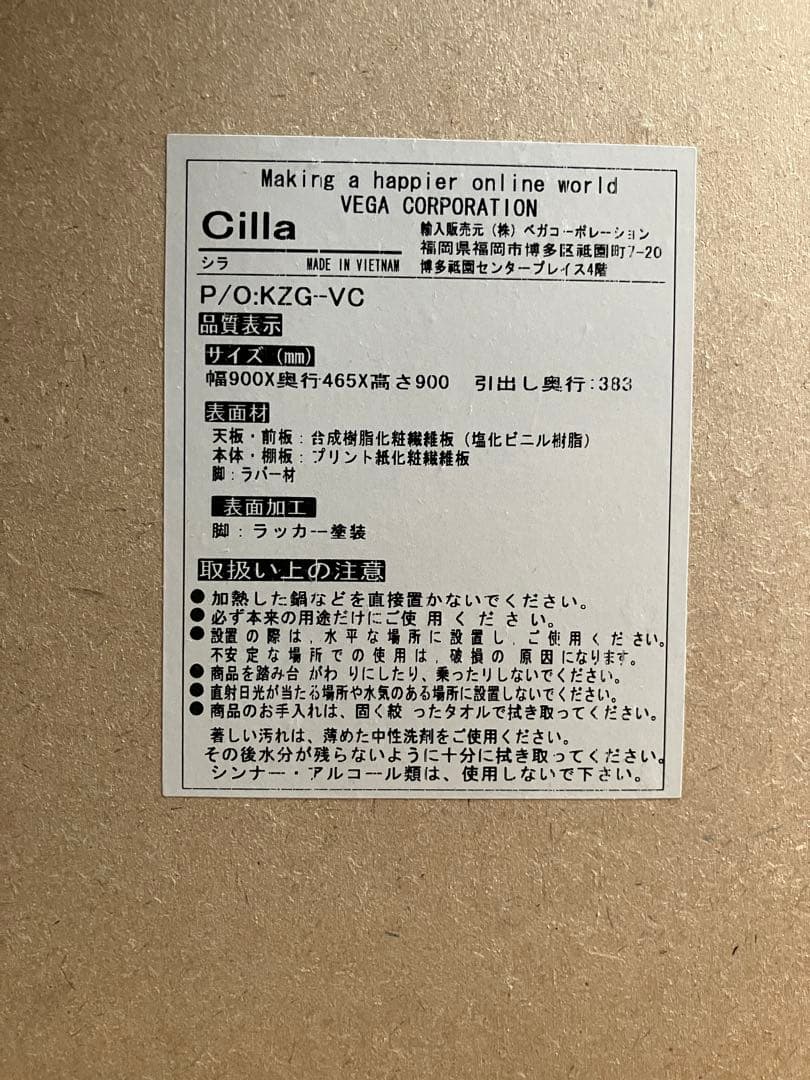 Making a happier online world
VEGA CORPORATION
Cilla
輸入販売元（株）ベガコーポレーション
福岡県福岡市博多区祇園町7-20
シラ MADE IN VIETNAM
博多祇園センタープレイス4階
P/O:KZG-VC
品質表示
サイズ（mm）
幅900X奥行465X高さ900 引出し奥行:383
表面材
天板・前板：合成樹脂化粧繊維板（塩化ビニル樹脂）
本体・棚板：プリント紙化粧繊維板
脚：ラバー材
表面加工
脚：ラッカー塗装
取扱い上の注意
●加熱した鍋などを直接置かないでください。
●必ず本来の用途だけにご使用ください。
●設置の際は，水平な場所に設置し，ご使用ください。
不安定な場所での使用は，破損の原因になります。
●商品を踏み台がわりにしたり、乗ったりしないでください。
●直射日光が当たる場所や水気のある場所に設置しないでください。
●商品のお手入れは、固く絞ったタオルで拭き取ってください。
著しい汚れは、薄めた中性洗剤をご使用ください。
その後水分が残らないように十分に拭き取ってください。
シンナー・アルコール類は、使用しないで下さい。